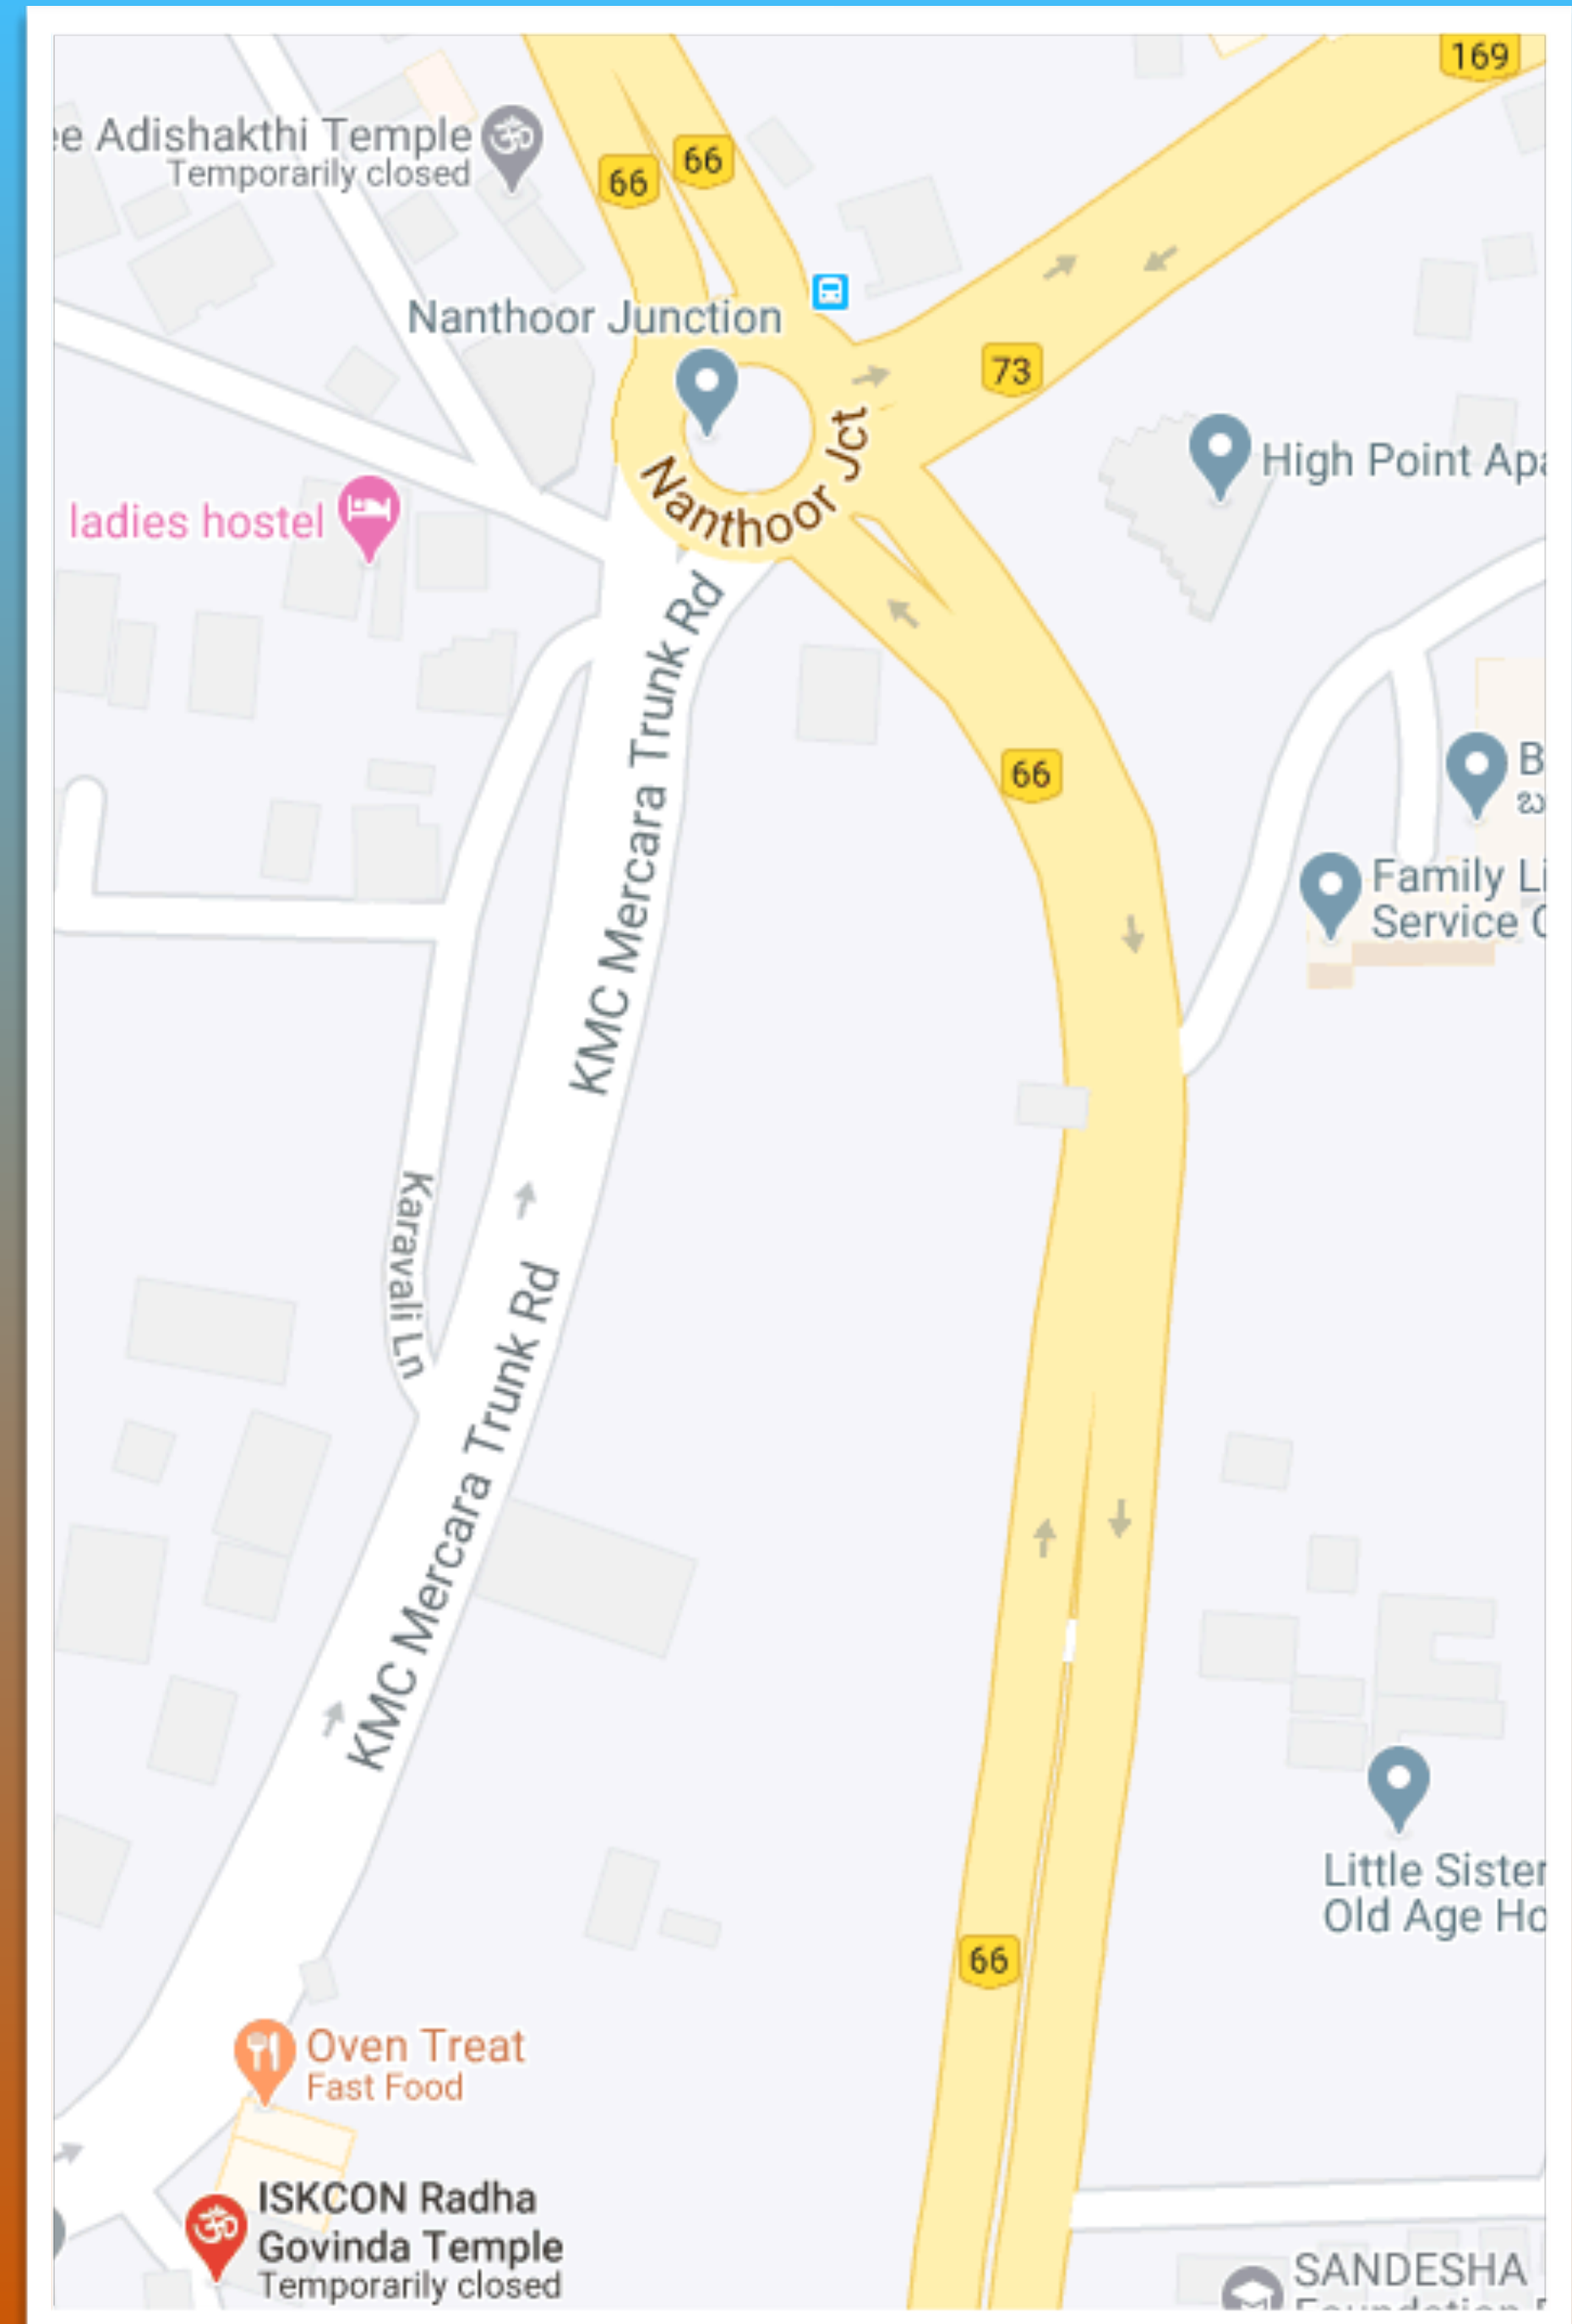 169
ee Adishakthi Temple
Temporarily closed
66
66
Nanthoor Junction
73
Nanthoor Jct
High Point Apa
ladies hostel
KMC Mercara Trunk Rd
66
B
ಬ
Family Li
Service C
Karavali Ln
KMC Mercara Trunk Rd
Little Sister
Old Age Ho
66
Oven Treat
Fast Food
ISKCON Radha
Govinda Temple
Temporarily closed
SANDESHA
Foundation F